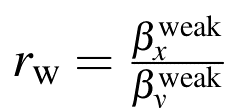 r_w = β_x^weak / β_y^weak